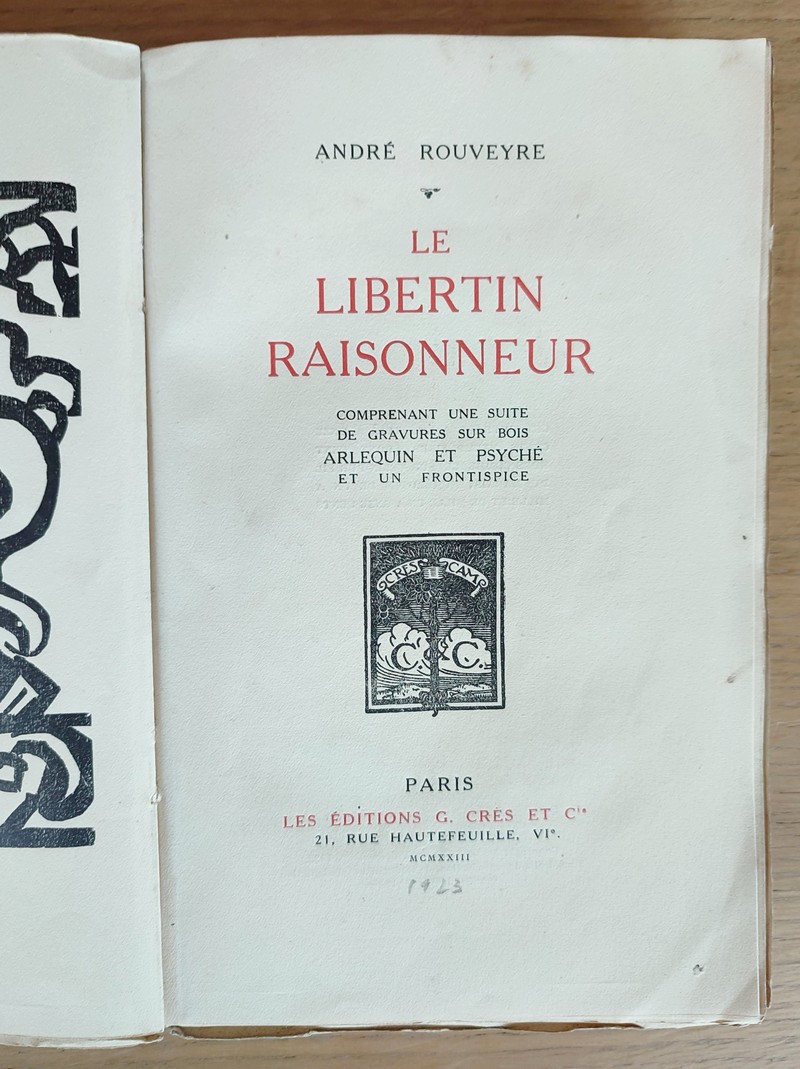 ANDRÉ ROUVEYRE
LE
LIBERTIN
RAISONNEUR
COMPRENANT UNE SUITE
DE GRAVURES SUR BOIS
ARLEQUIN ET PSYCHÉ
ET UN FRONTISPICE
CRES CAM
C. & C.
PARIS
LES ÉDITIONS G. CRÈS ET Cie
21, RUE HAUTEFEUILLE, VIe.
MCMXXIII
1923